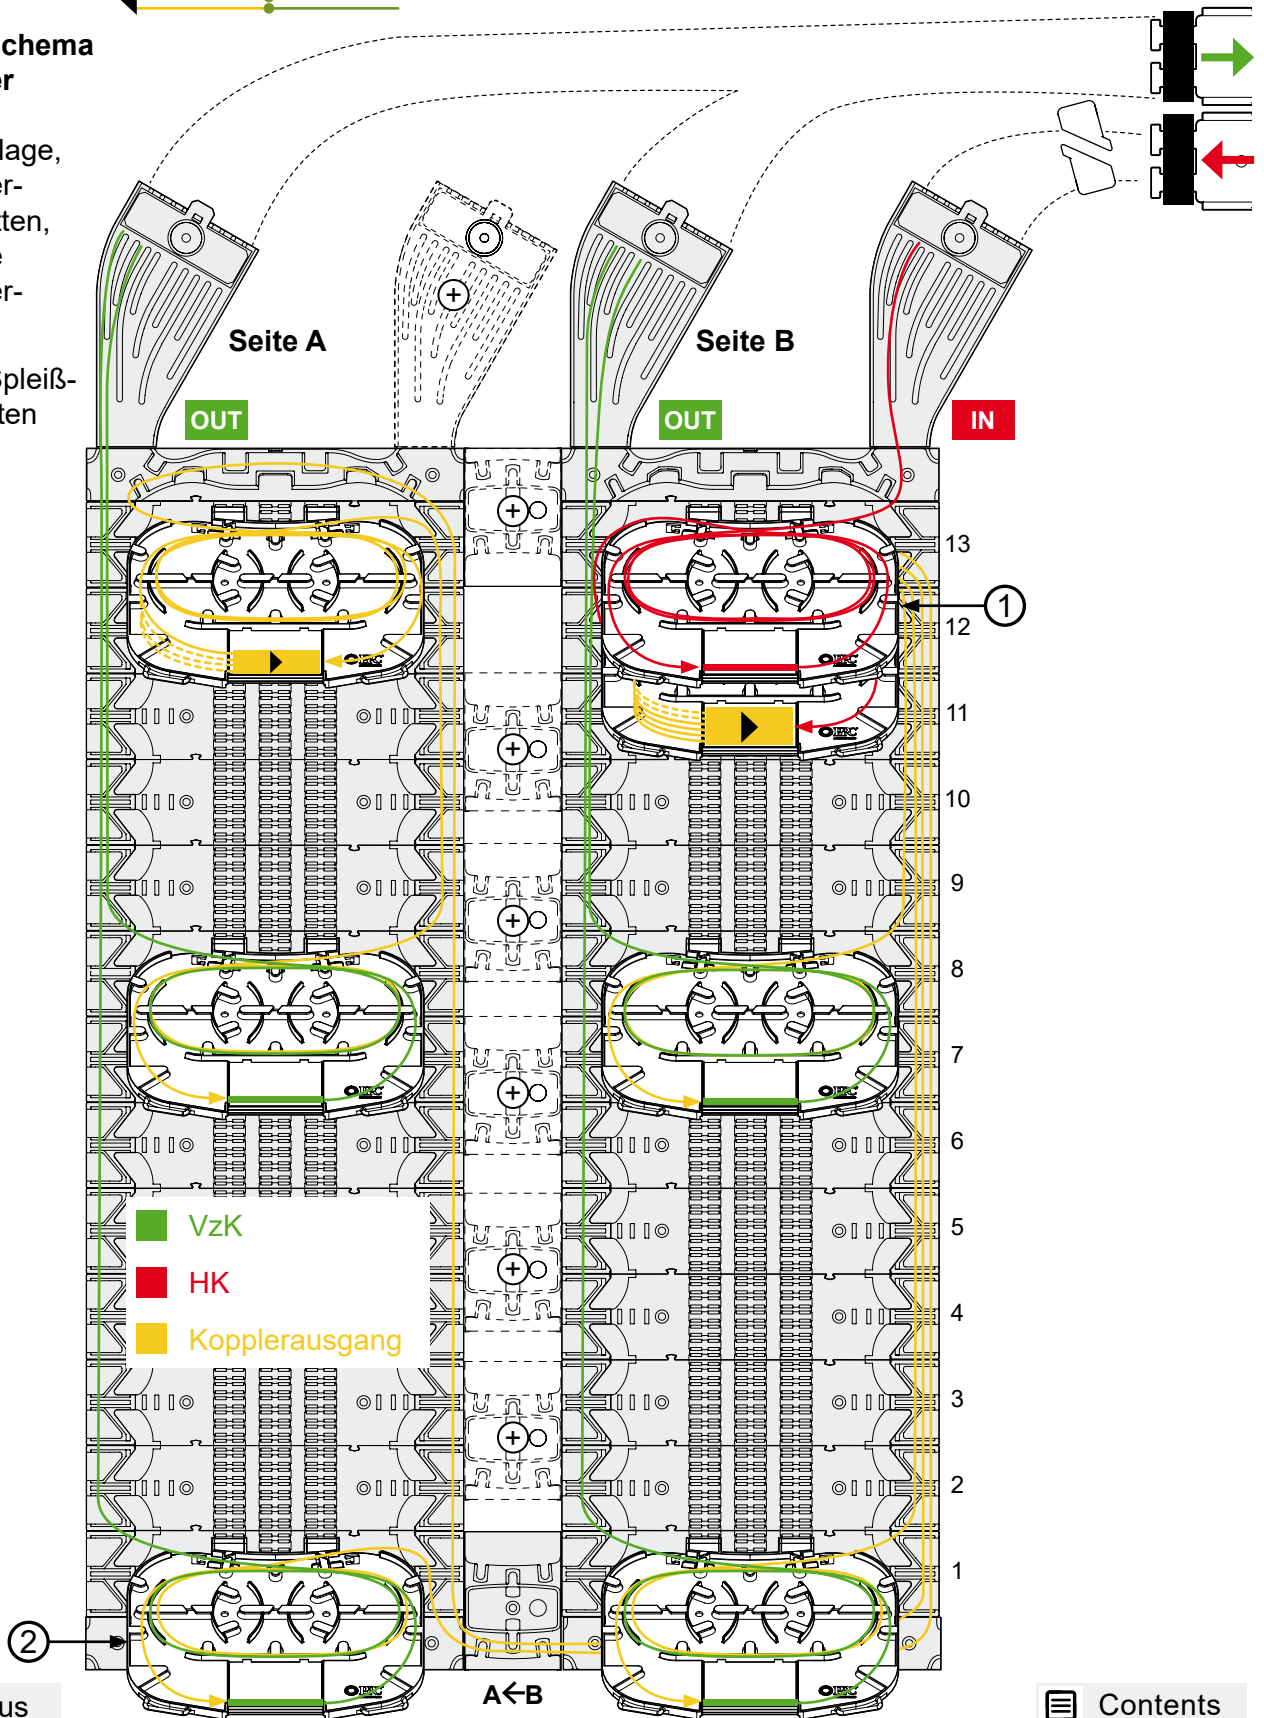 chema
er
lage,
er-
tten,
e
er-
Spleiß-
ten
Seite A
Seite B
OUT
OUT
IN
13
1
12
11
10
9
8
7
6
5
4
3
2
1
VzK
HK
Kopplerausgang
2
A←B
us
Contents